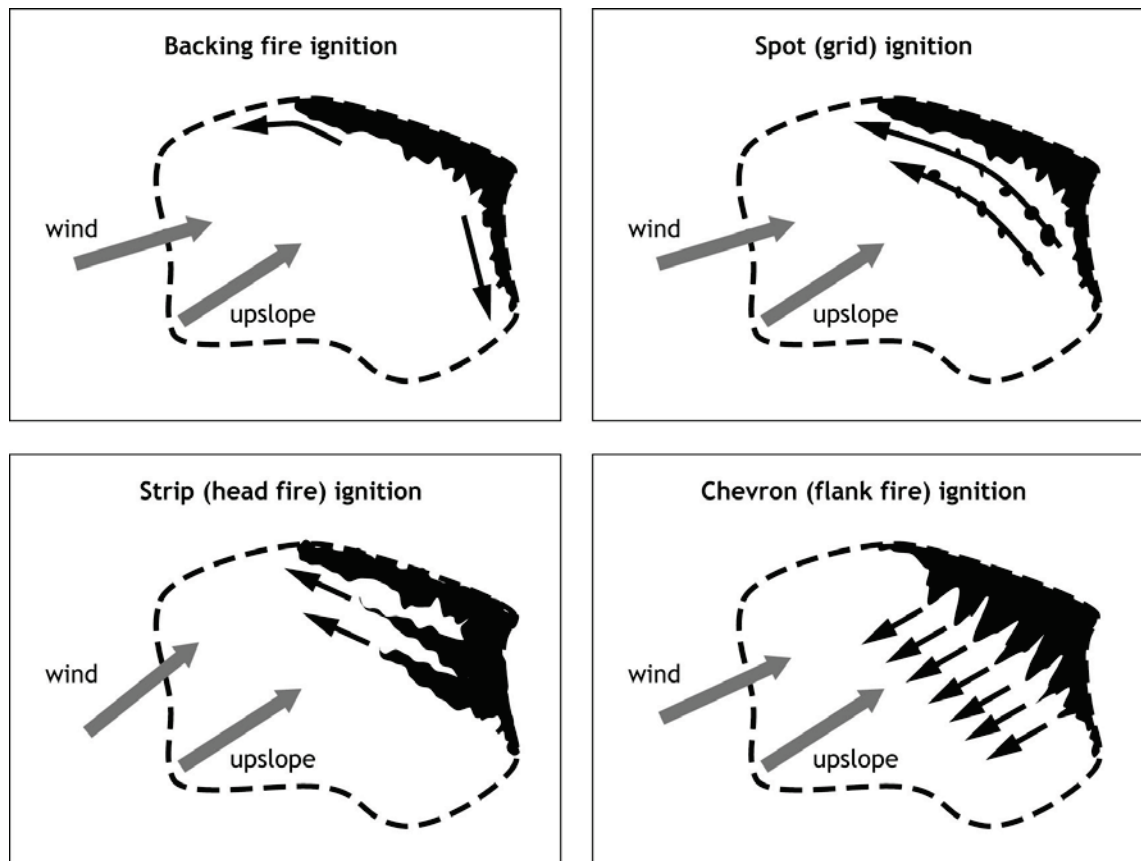 Backing fire ignition
wind
upslope
Spot (grid) ignition
wind
upslope
Strip (head fire) ignition
wind
upslope
Chevron (flank fire) ignition
wind
upslope